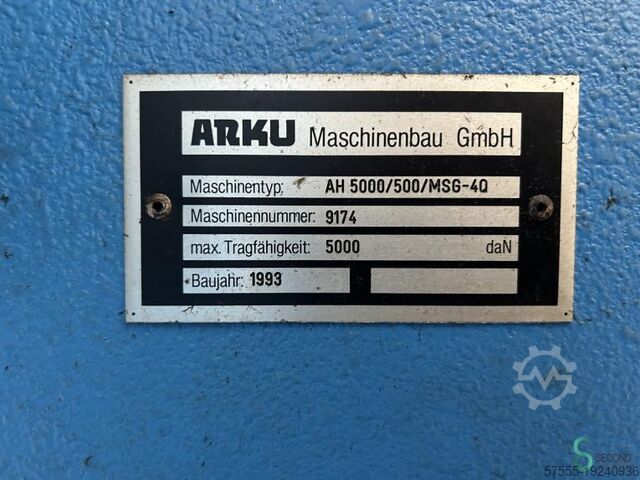 ARKU Maschinenbau GmbH
Maschinentyp: AH 5000/500/MSG-4Q
Maschinennummer: 9174
max. Tragfähigkeit: 5000 daN
Baujahr: 1993
SECOND
57555-19240936